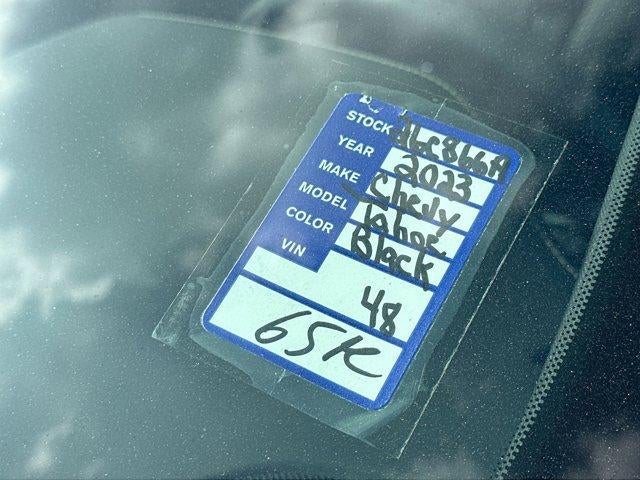 STOCK
YEAR 2023
MAKE Chevy
MODEL Tahoe
COLOR Black
VIN
48
65K